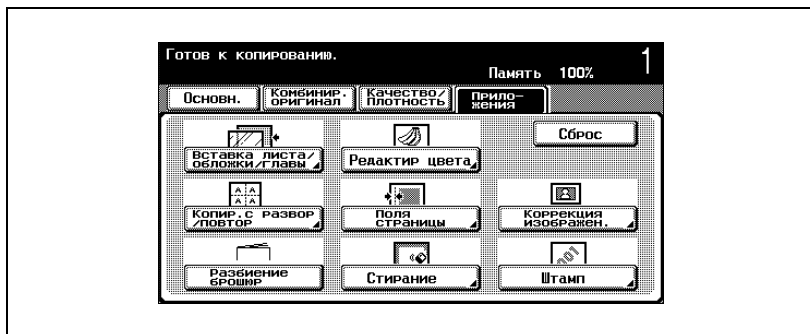 Готов к копированию.
Память 100% 1
Основн.
Комбинир.
оригинал
Качество/
Плотность
Прило-
жения
Вставка листа/
обложки/главы
Редактир цвета
Сброс
A A
A A
Копир.с развор
/повтор
Поля
страницы
Коррекция
изображен.
Разбиение
брошюр
Стирание
001
Штамп